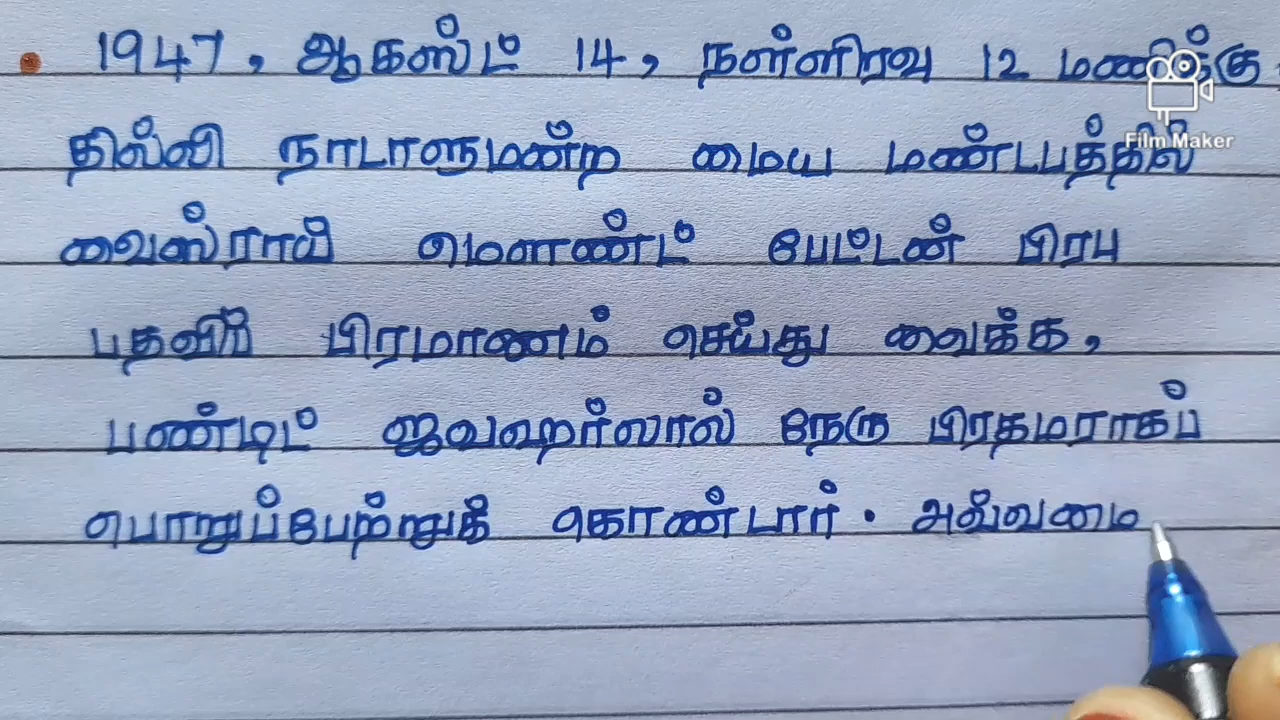 1947, ஆகஸ்ட் 14, நள்ளிரவு 12 மணிக்கு
Film Maker
தில்லி நாடாளுமன்ற மைய மண்டபத்தில்
வைஸ்ராய் மௌண்ட் பேட்டன் பிரபு
பதவிப் பிரமாணம் செய்து வைக்க,
பண்டிட் ஜவஹர்லால் நேரு பிரதமராகப்
பொறுப்பேற்றுக் கொண்டார். அவ்வமை